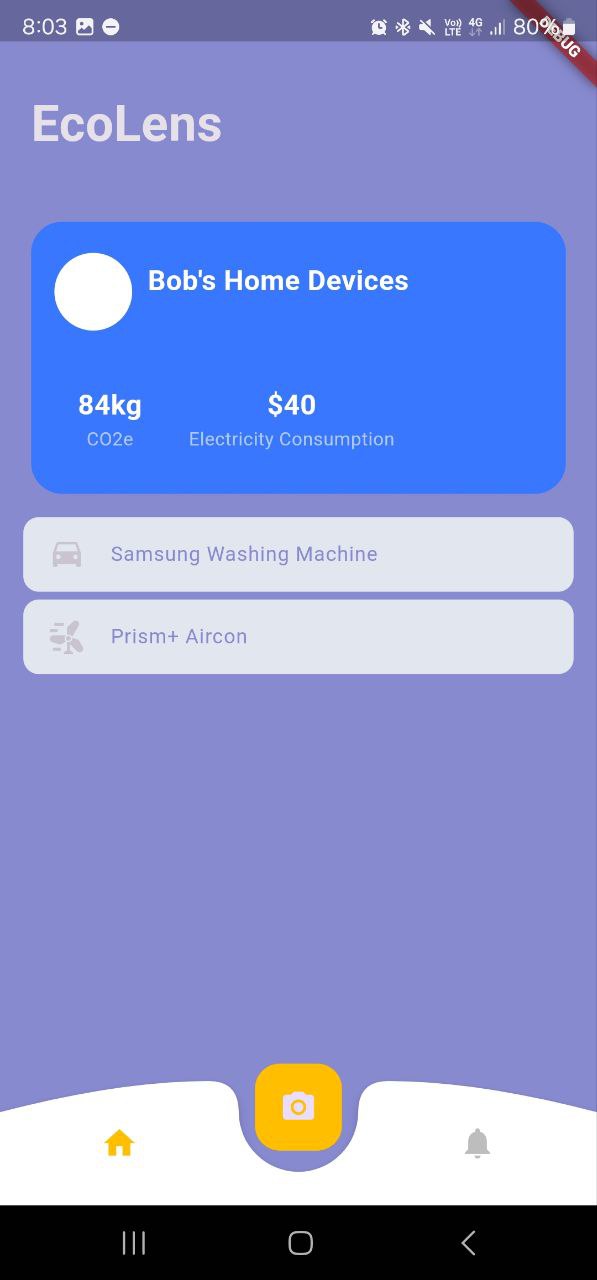 8:03
Vo)) 4G 80%
LTE
EcoLens
Bob's Home Devices
84kg $40
CO2e Electricity Consumption
Samsung Washing Machine
Prism+ Aircon